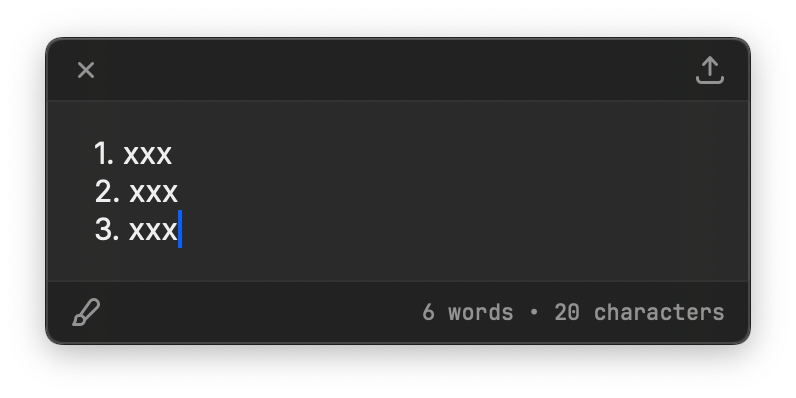 1. xxx
2. xxx
3. xxx
6 words • 20 characters